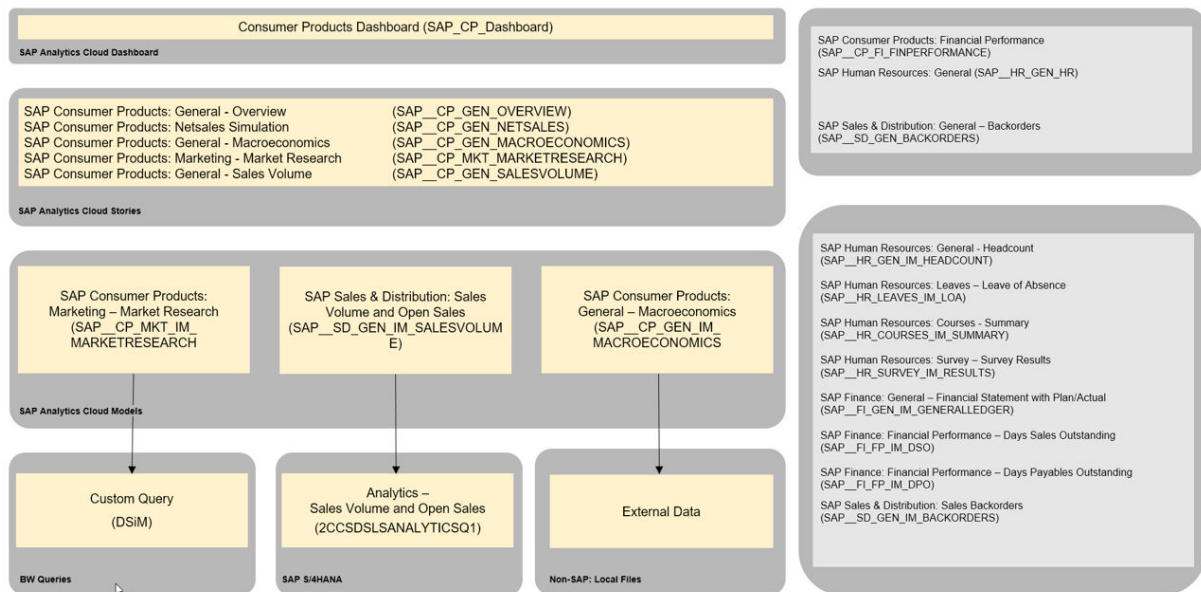 Consumer Products Dashboard (SAP_CP_Dashboard)
SAP Analytics Cloud Dashboard
SAP Consumer Products: General - Overview (SAP__CP_GEN_OVERVIEW)
SAP Consumer Products: Netsales Simulation (SAP__CP_GEN_NETSALES)
SAP Consumer Products: General - Macroeconomics (SAP__CP_GEN_MACROECONOMICS)
SAP Consumer Products: Marketing - Market Research (SAP__CP_MKT_MARKETRESEARCH)
SAP Consumer Products: General - Sales Volume (SAP__CP_GEN_SALESVOLUME)
SAP Analytics Cloud Stories
SAP Consumer Products:
Marketing – Market Research
(SAP__CP_MKT_IM_
MARKETRESEARCH
SAP Sales & Distribution: Sales
Volume and Open Sales
(SAP__SD_GEN_IM_SALESVOLUM
E)
SAP Consumer Products:
General – Macroeconomics
(SAP__CP_GEN_IM_
MACROECONOMICS
SAP Analytics Cloud Models
Custom Query
(DSiM)
BW Queries
Analytics –
Sales Volume and Open Sales
(2CCSDSLSANALYTICSQ1)
SAP S/4HANA
External Data
Non-SAP: Local Files
SAP Consumer Products: Financial Performance
(SAP__CP_FI_FINPERFORMANCE)
SAP Human Resources: General (SAP__HR_GEN_HR)
SAP Sales & Distribution: General – Backorders
(SAP__SD_GEN_BACKORDERS)
SAP Human Resources: General - Headcount
(SAP__HR_GEN_IM_HEADCOUNT)
SAP Human Resources: Leaves – Leave of Absence
(SAP__HR_LEAVES_IM_LOA)
SAP Human Resources: Courses - Summary
(SAP__HR_COURSES_IM_SUMMARY)
SAP Human Resources: Survey – Survey Results
(SAP__HR_SURVEY_IM_RESULTS)
SAP Finance: General – Financial Statement with Plan/Actual
(SAP__FI_GEN_IM_GENERALLEDGER)
SAP Finance: Financial Performance – Days Sales Outstanding
(SAP__FI_FP_IM_DSO)
SAP Finance: Financial Performance – Days Payables Outstanding
(SAP__FI_FP_IM_DPO)
SAP Sales & Distribution: Sales Backorders
(SAP__SD_GEN_IM_BACKORDERS)